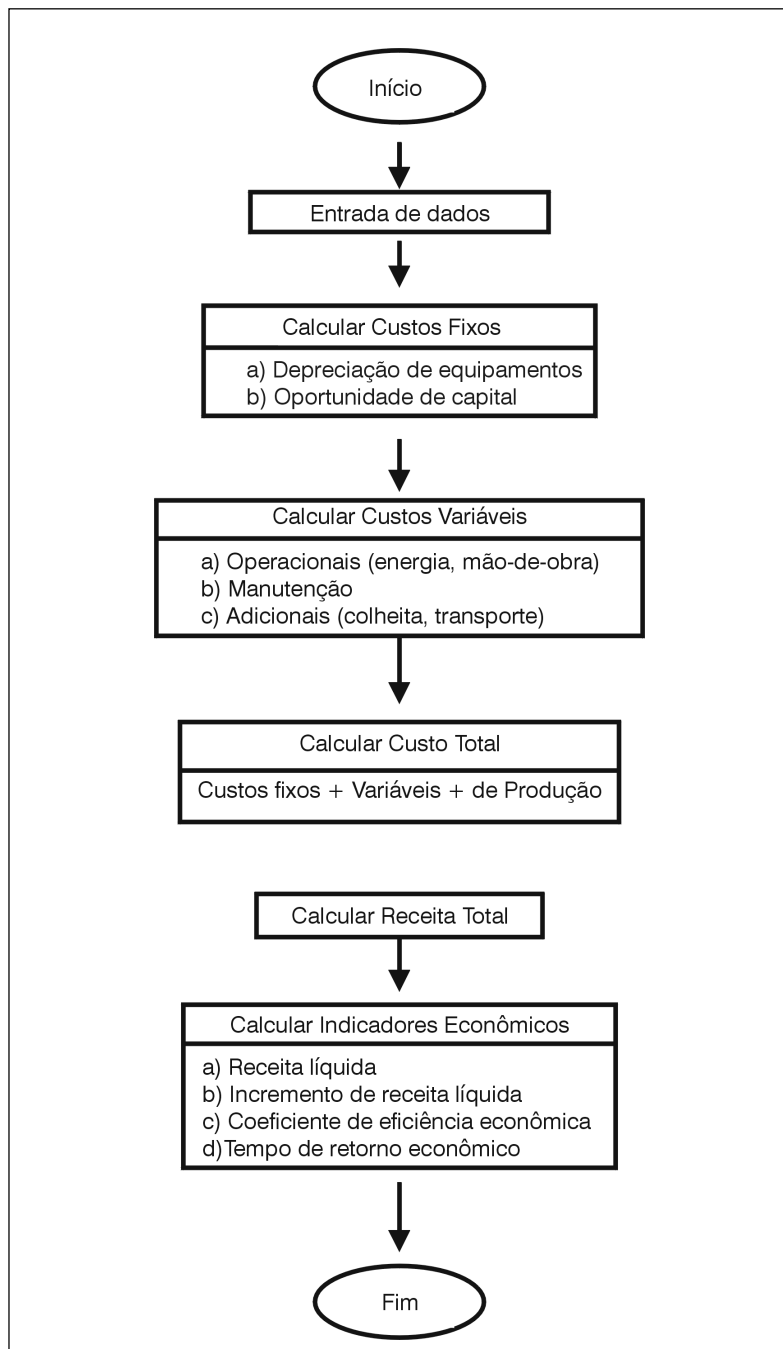 Início
Entrada de dados
Calcular Custos Fixos
a) Depreciação de equipamentos
b) Oportunidade de capital
Calcular Custos Variáveis
a) Operacionais (energia, mão-de-obra)
b) Manutenção
c) Adicionais (colheita, transporte)
Calcular Custo Total
Custos fixos + Variáveis + de Produção
Calcular Receita Total
Calcular Indicadores Econômicos
a) Receita líquida
b) Incremento de receita líquida
c) Coeficiente de eficiência econômica
d)Tempo de retorno econômico
Fim